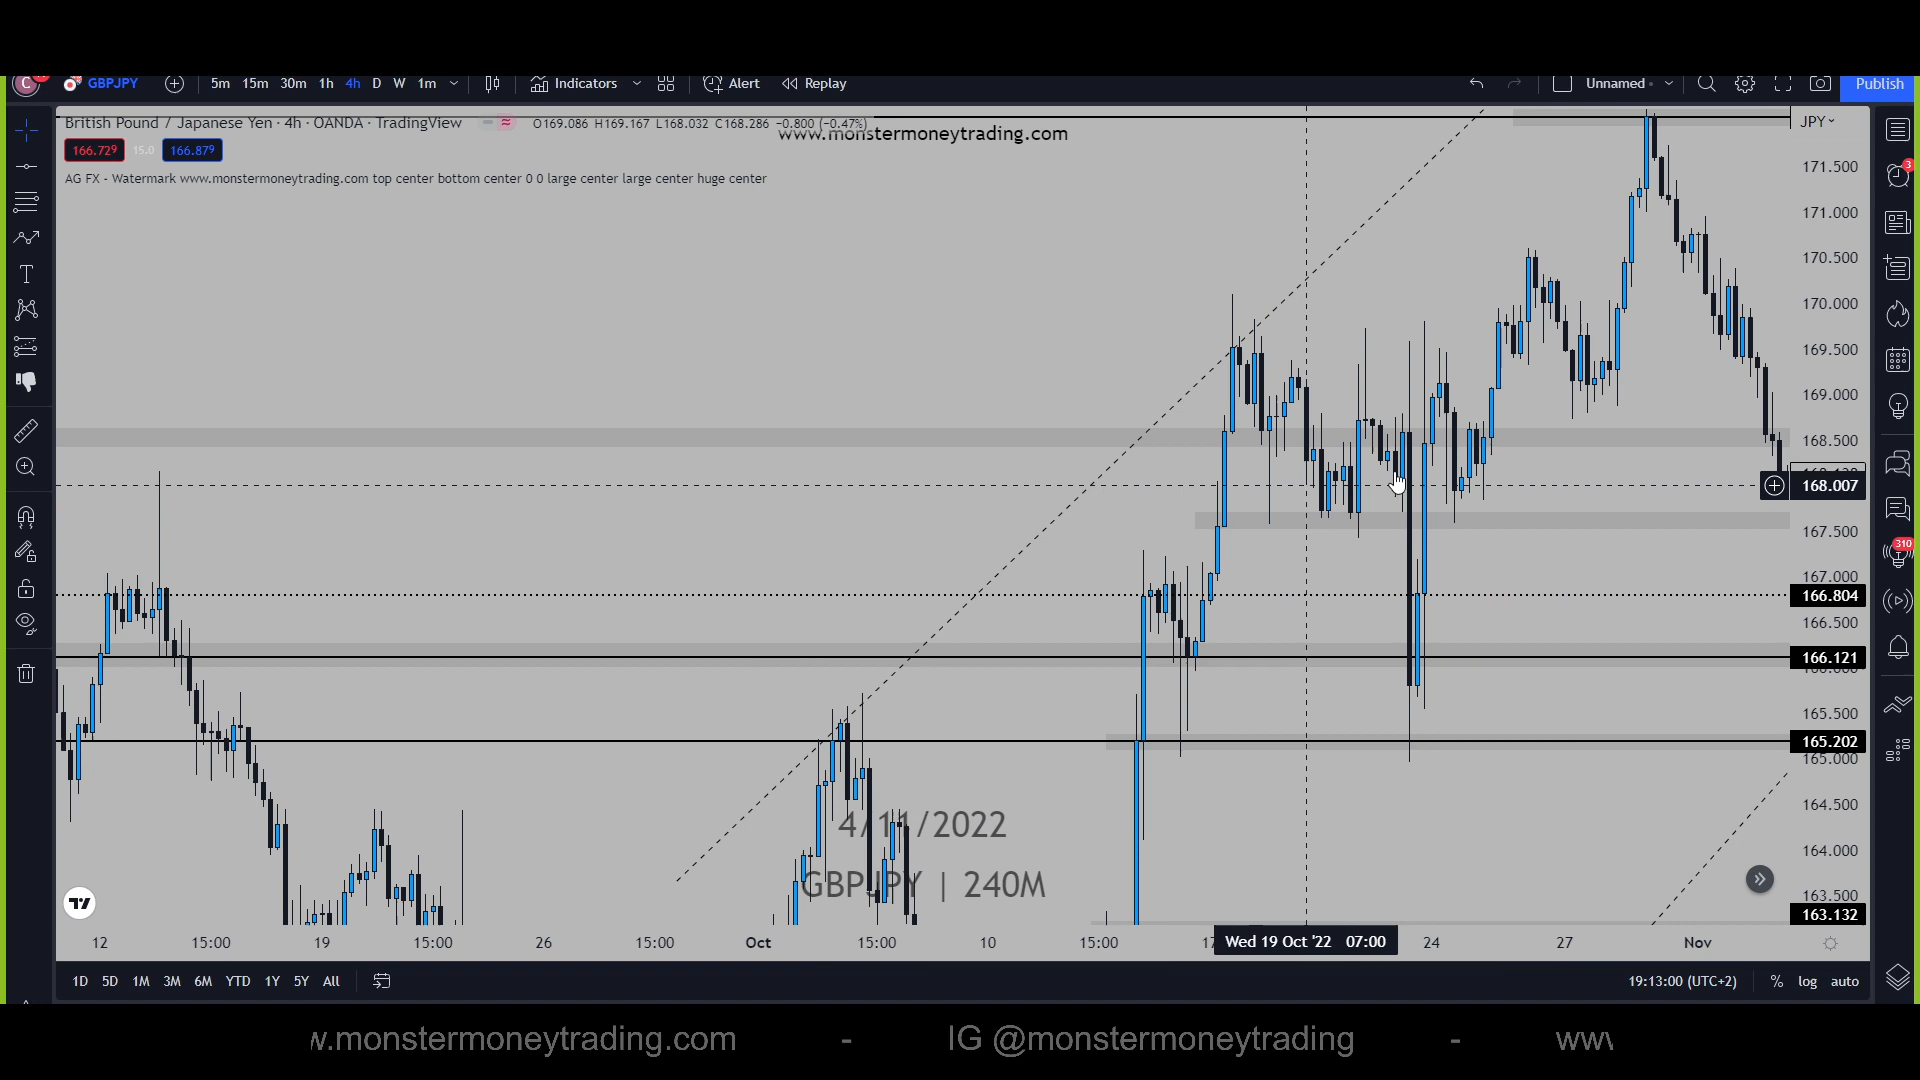 C GBPJPY 5m 15m 30m 1h 4h D W 1m Indicators Alert Replay Unnamed Publish
British Pound / Japanese Yen · 4h · OANDA · TradingView O169.086 H169.167 L168.032 C168.286 −0.800 (−0.47%) JPY
www.monstermoneytrading.com
166.729 15.0 166.879
AG FX - Watermark www.monstermoneytrading.com top center bottom center 0 0 large center large center huge center
171.500
3
171.000
170.500
170.000
169.500
169.000
168.500
168.007
167.500
310
167.000
166.804
166.500
166.121
165.500
165.202
165.000
164.500
4/11/2022
164.000
GBPJPY | 240M
163.500
163.132
12 15:00 19 15:00 26 15:00 Oct 15:00 10 15:00 Wed 19 Oct '22 07:00 24 27 Nov
1D 5D 1M 3M 6M YTD 1Y 5Y All 19:13:00 (UTC+2) % log auto
w.monstermoneytrading.com - IG @monstermoneytrading - www